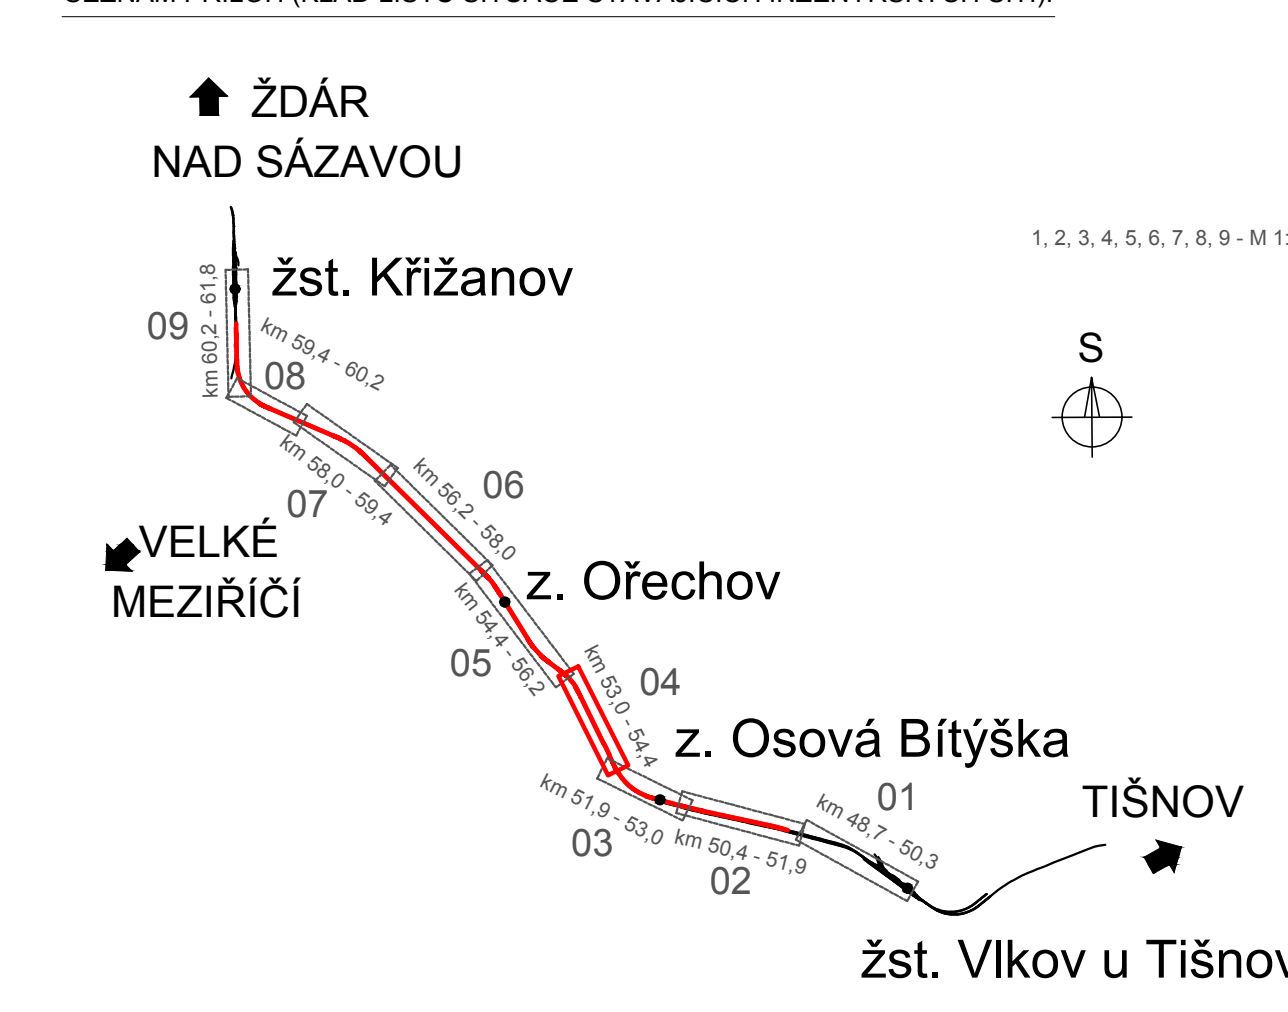 ŽDÁR
NAD SÁZAVOU
1, 2, 3, 4, 5, 6, 7, 8, 9 - M 1:
žst. Křižanov
km 60,2 - 61,8
09
km 59,4 - 60,2
08
S
km 58,0 - 59,4
07
km 56,2 - 58,0
06
VELKÉ
MEZIŘÍČÍ
z. Ořechov
km 54,4 - 56,2
05
km 53,0 - 54,4
04
z. Osová Bítýška
km 51,9 - 53,0
03
km 50,4 - 51,9
02
km 48,7 - 50,3
01
TIŠNOV
žst. Vlkov u Tišnov